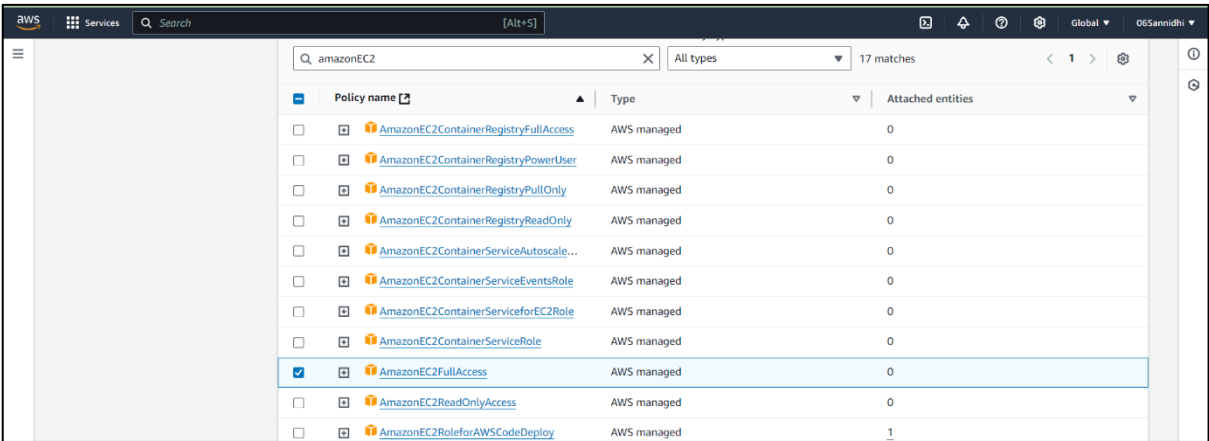 aws Services Search [Alt+S] Global 06Sannidhi
amazonEC2 All types 17 matches 1
Policy name Type Attached entities
AmazonEC2ContainerRegistryFullAccess AWS managed 0
AmazonEC2ContainerRegistryPowerUser AWS managed 0
AmazonEC2ContainerRegistryPullOnly AWS managed 0
AmazonEC2ContainerRegistryReadOnly AWS managed 0
AmazonEC2ContainerServiceAutoscale... AWS managed 0
AmazonEC2ContainerServiceEventsRole AWS managed 0
AmazonEC2ContainerServiceforEC2Role AWS managed 0
AmazonEC2ContainerServiceRole AWS managed 0
AmazonEC2FullAccess AWS managed 0
AmazonEC2ReadOnlyAccess AWS managed 0
AmazonEC2RoleforAWSCodeDeploy AWS managed 1